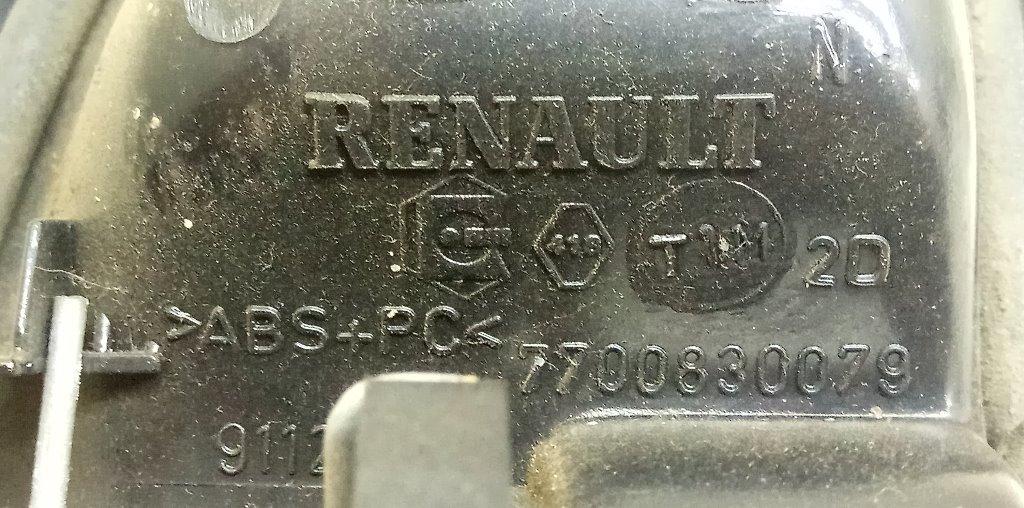 N
RENAULT
T 2D
>ABS+PC<
7700830079
9112